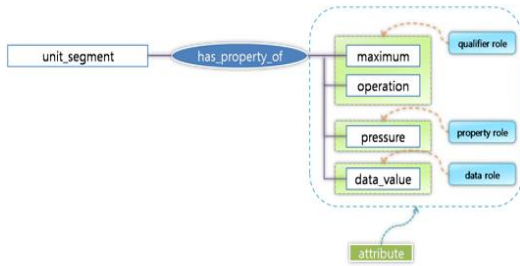 unit_segment
has_property_of
maximum
qualifier role
operation
pressure
property role
data_value
data role
attribute